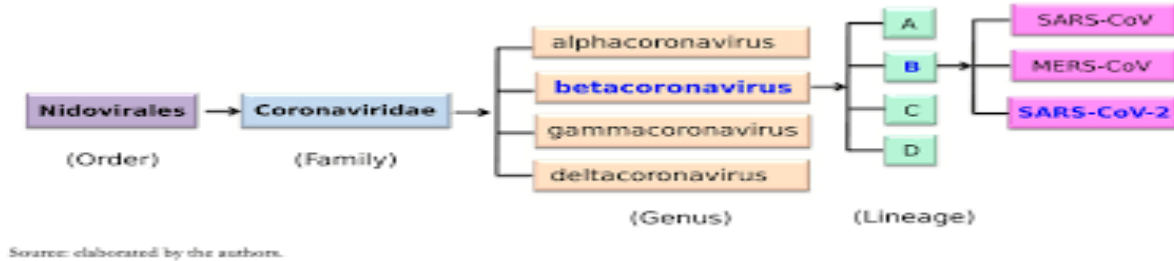 Nidovirales
(Order)
Coronaviridae
(Family)
alphacoronavirus
betacoronavirus
gammacoronavirus
deltacoronavirus
(Genus)
A
B
C
D
(Lineage)
SARS-CoV
MERS-CoV
SARS-CoV-2
Source: elaborated by the authors.